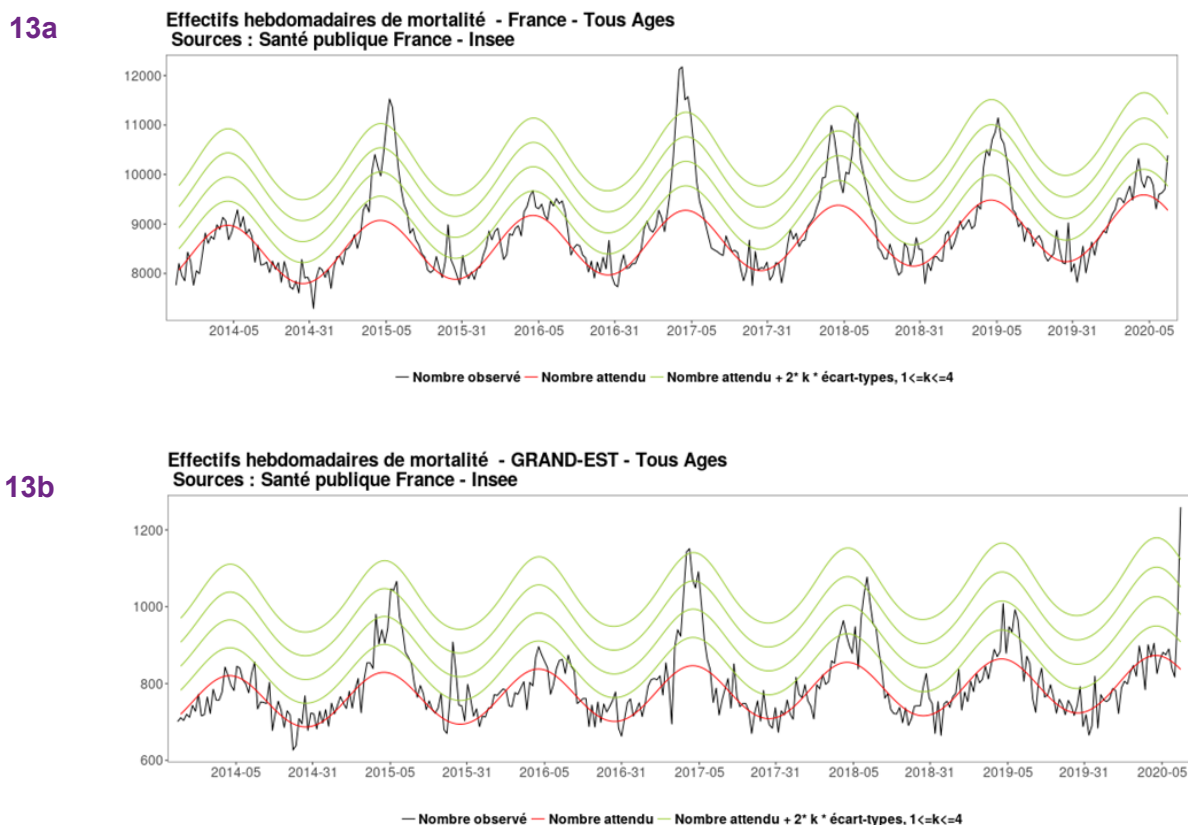 13a
Effectifs hebdomadaires de mortalité - France - Tous Ages
Sources : Santé publique France - Insee
12000
11000
10000
9000
8000
2014-05 2014-31 2015-05 2015-31 2016-05 2016-31 2017-05 2017-31 2018-05 2018-31 2019-05 2019-31 2020-05
Nombre observé Nombre attendu Nombre attendu + 2* k * écart-types, 1<=k<=4
13b
Effectifs hebdomadaires de mortalité - GRAND-EST - Tous Ages
Sources : Santé publique France - Insee
1200
1000
800
600
2014-05 2014-31 2015-05 2015-31 2016-05 2016-31 2017-05 2017-31 2018-05 2018-31 2019-05 2019-31 2020-05
Nombre observé Nombre attendu Nombre attendu + 2* k * écart-types, 1<=k<=4